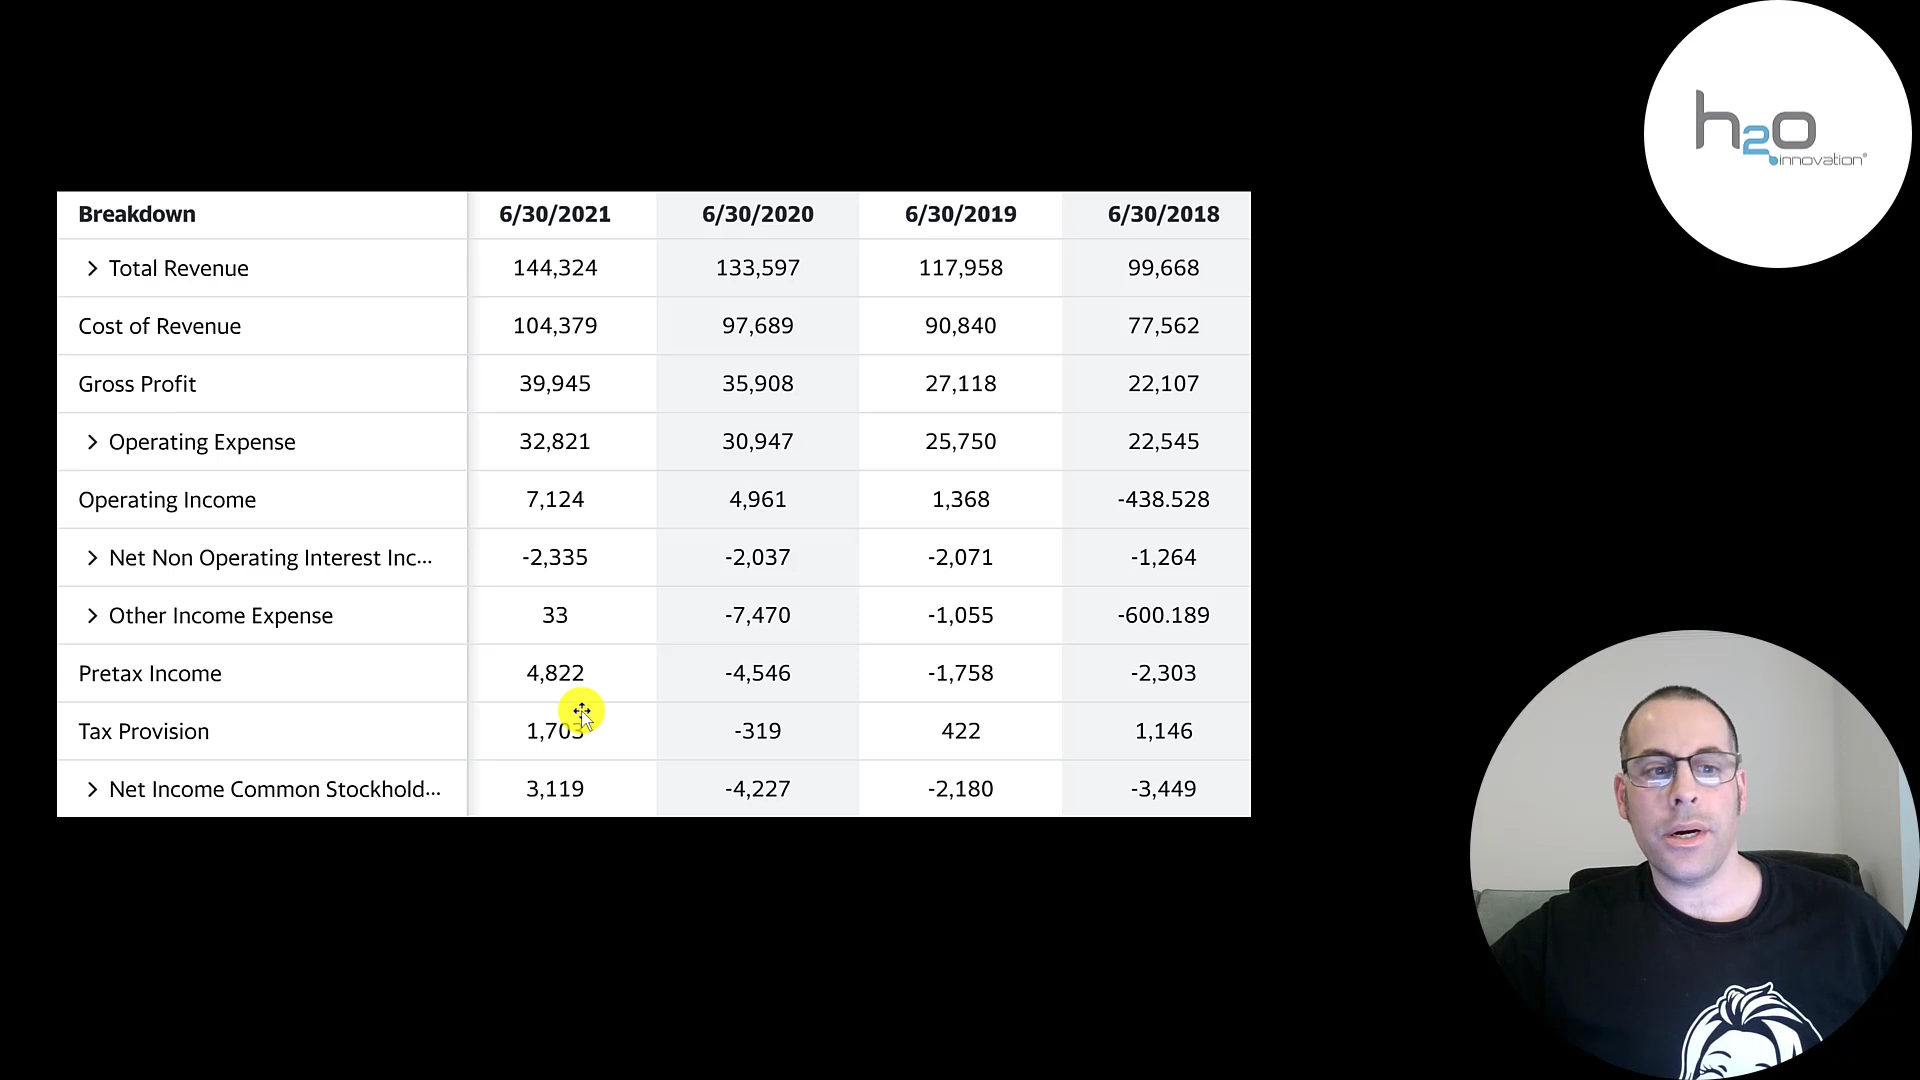 h2o
innovation®
Breakdown 6/30/2021 6/30/2020 6/30/2019 6/30/2018
Total Revenue 144,324 133,597 117,958 99,668
Cost of Revenue 104,379 97,689 90,840 77,562
Gross Profit 39,945 35,908 27,118 22,107
Operating Expense 32,821 30,947 25,750 22,545
Operating Income 7,124 4,961 1,368 -438.528
Net Non Operating Interest Inc... -2,335 -2,037 -2,071 -1,264
Other Income Expense 33 -7,470 -1,055 -600.189
Pretax Income 4,822 -4,546 -1,758 -2,303
Tax Provision 1,703 -319 422 1,146
Net Income Common Stockhold... 3,119 -4,227 -2,180 -3,449